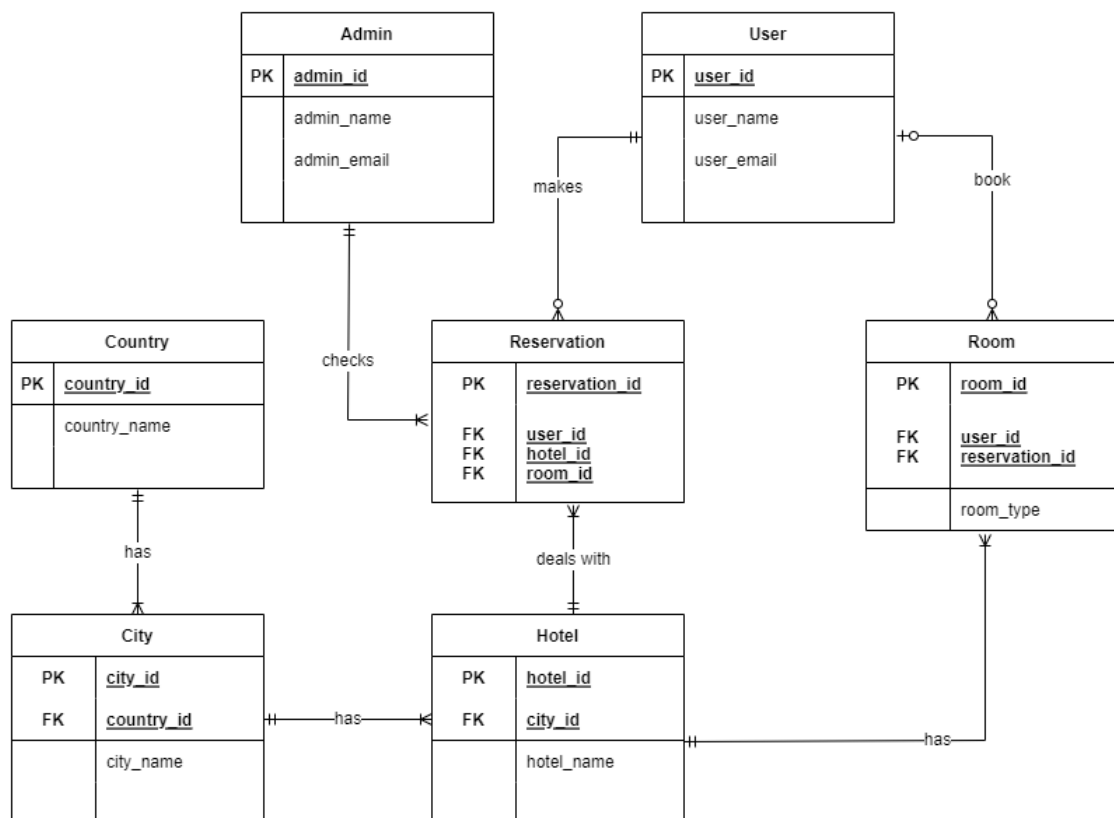 Admin
PK admin_id
admin_name
admin_email
User
PK user_id
user_name
user_email
makes
book
checks
Country
PK country_id
country_name
Reservation
PK reservation_id
FK user_id
FK hotel_id
FK room_id
Room
PK room_id
FK user_id
FK reservation_id
room_type
has
deals with
City
PK city_id
FK country_id
city_name
has
Hotel
PK hotel_id
FK city_id
hotel_name
has